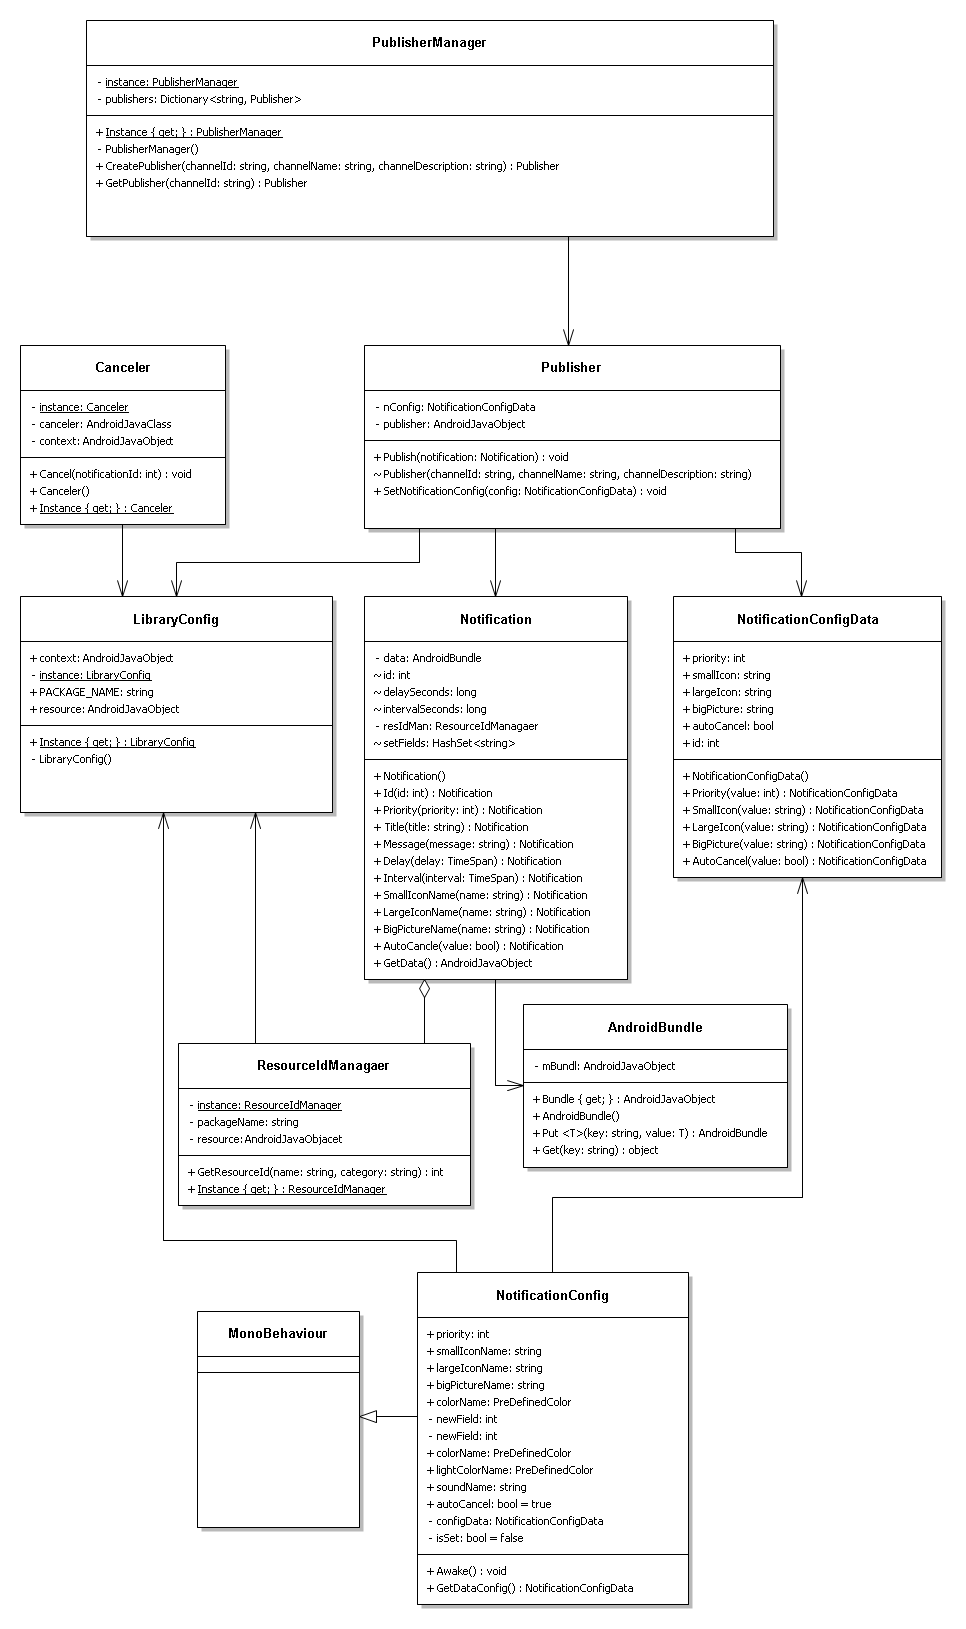 PublisherManager
- instance: PublisherManager
- publishers: Dictionary<string, Publisher>
+ Instance { get; } : PublisherManager
- PublisherManager()
+ CreatePublisher(channelId: string, channelName: string, channelDescription: string) : Publisher
+ GetPublisher(channelId: string) : Publisher
Canceler
- instance: Canceler
- canceler: AndroidJavaClass
- context: AndroidJavaObject
+ Cancel(notificationId: int) : void
+ Canceler()
+ Instance { get; } : Canceler
Publisher
- nConfig: NotificationConfigData
- publisher: AndroidJavaObject
+ Publish(notification: Notification) : void
~ Publisher(channelId: string, channelName: string, channelDescription: string)
+ SetNotificationConfig(config: NotificationConfigData) : void
LibraryConfig
+ context: AndroidJavaObject
- instance: LibraryConfig
+ PACKAGE_NAME: string
+ resource: AndroidJavaObject
+ Instance { get; } : LibraryConfig
- LibraryConfig()
Notification
- data: AndroidBundle
~ id: int
~ delaySeconds: long
~ intervalSeconds: long
- resIdMan: ResourceIdManagaer
~ setFields: HashSet<string>
+ Notification()
+ Id(id: int) : Notification
+ Priority(priority: int) : Notification
+ Title(title: string) : Notification
+ Message(message: string) : Notification
+ Delay(delay: TimeSpan) : Notification
+ Interval(interval: TimeSpan) : Notification
+ SmallIconName(name: string) : Notification
+ LargeIconName(name: string) : Notification
+ BigPictureName(name: string) : Notification
+ AutoCancle(value: bool) : Notification
+ GetData() : AndroidJavaObject
NotificationConfigData
+ priority: int
+ smallIcon: string
+ largeIcon: string
+ bigPicture: string
+ autoCancel: bool
+ id: int
+ NotificationConfigData()
+ Priority(value: int) : NotificationConfigData
+ SmallIcon(value: string) : NotificationConfigData
+ LargeIcon(value: string) : NotificationConfigData
+ BigPicture(value: string) : NotificationConfigData
+ AutoCancel(value: bool) : NotificationConfigData
ResourceIdManagaer
- instance: ResourceIdManager
- packageName: string
- resource:AndroidJavaObjacet
+ GetResourceId(name: string, category: string) : int
+ Instance { get; } : ResourceIdManager
AndroidBundle
- mBundl: AndroidJavaObject
+ Bundle { get; } : AndroidJavaObject
+ AndroidBundle()
+ Put <T>(key: string, value: T) : AndroidBundle
+ Get(key: string) : object
MonoBehaviour
NotificationConfig
+ priority: int
+ smallIconName: string
+ largeIconName: string
+ bigPictureName: string
+ colorName: PreDefinedColor
- newField: int
- newField: int
+ colorName: PreDefinedColor
+ lightColorName: PreDefinedColor
+ soundName: string
+ autoCancel: bool = true
- configData: NotificationConfigData
- isSet: bool = false
+ Awake() : void
+ GetDataConfig() : NotificationConfigData